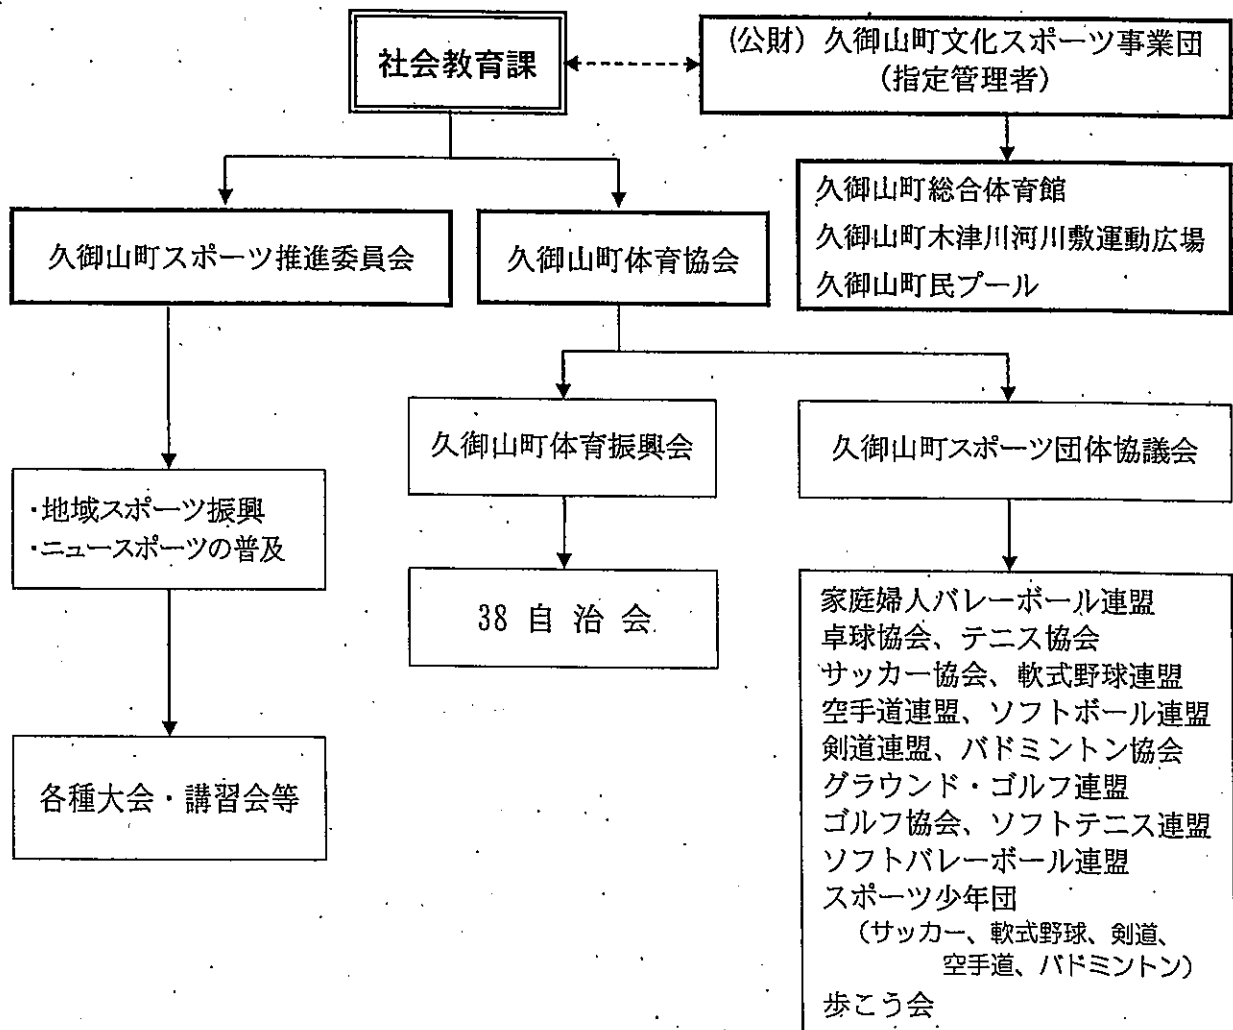 社会教育課
(公財)久御山町文化スポーツ事業団
(指定管理者)
久御山町総合体育館
久御山町木津川河川敷運動広場
久御山町民プール
久御山町スポーツ推進委員会
久御山町体育協会
久御山町体育振興会
久御山町スポーツ団体協議会
・地域スポーツ振興
・ニュースポーツの普及
38自治会
各種大会・講習会等
家庭婦人バレーボール連盟
卓球協会、テニス協会
サッカー協会、軟式野球連盟
空手道連盟、ソフトボール連盟
剣道連盟、バドミントン協会
グラウンド・ゴルフ連盟
ゴルフ協会、ソフトテニス連盟
ソフトバレーボール連盟
スポーツ少年団
(サッカー、軟式野球、剣道、
空手道、バドミントン)
歩こう会